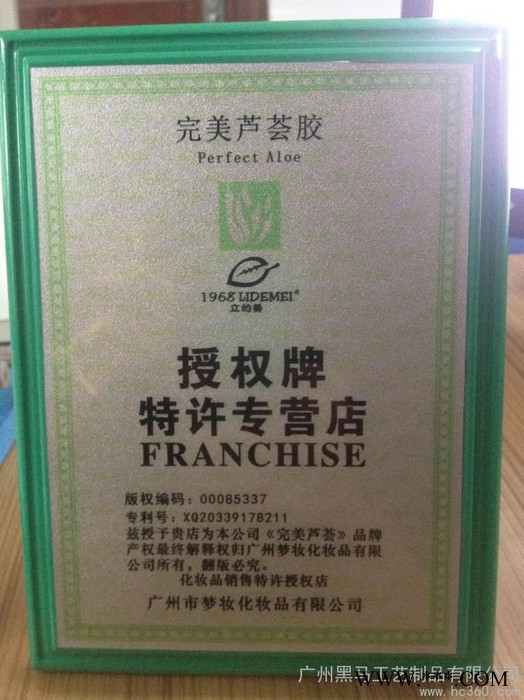 完美芦荟胶
Perfect Aloe
1968 LIDEMEI®
立的美
授权牌
特许专营店
FRANCHISE
版权编码：00085337
专利号：XQ20339178211
兹授予贵店为本公司《完美芦荟》品牌
产权最终解释权归广州梦妆化妆品有限
公司所有，翻版必究。
化妆品销售特许授权店
广州市梦妆化妆品有限公司
广州黑马工艺制品有限公司
www.hc360.com